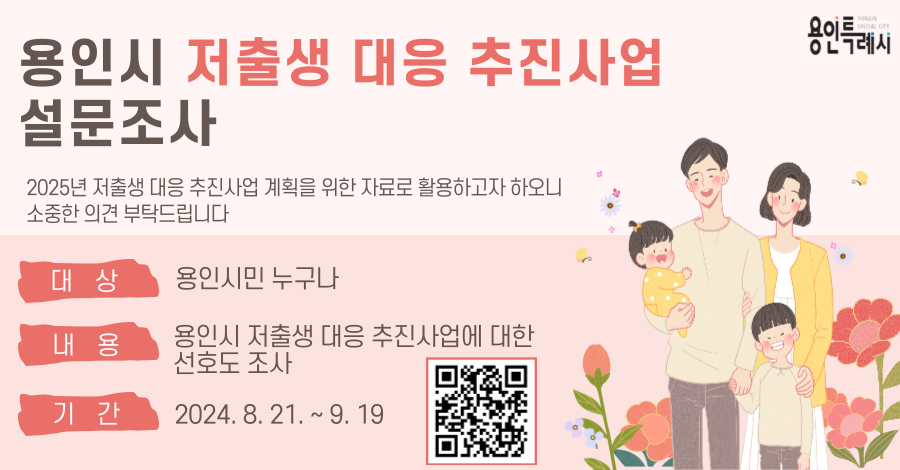 용인시 저출생 대응 추진사업
설문조사
YONGIN
SPECIAL CITY
용인특례시
2025년 저출생 대응 추진사업 계획을 위한 자료로 활용하고자 하오니
소중한 의견 부탁드립니다
대 상
용인시민 누구나
내 용
용인시 저출생 대응 추진사업에 대한
선호도 조사
기 간
2024. 8. 21. ~ 9. 19